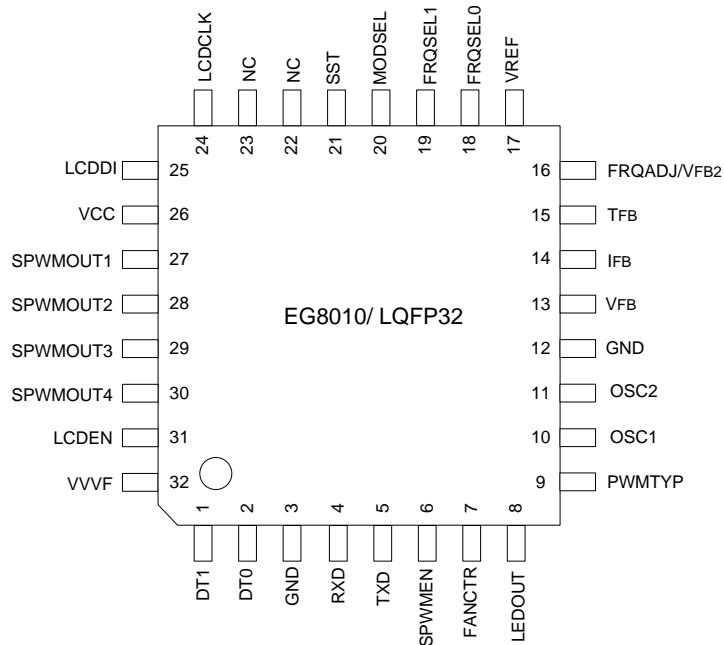 LCDCLK
NC
NC
SST
MODSEL
FRQSEL1
FRQSEL0
VREF
24
23
22
21
20
19
18
17
LCDDI
25
16
FRQADJ/VFB2
VCC
26
15
TFB
SPWMOUT1
27
14
IFB
SPWMOUT2
28
13
VFB
EG8010/ LQFP32
SPWMOUT3
29
12
GND
SPWMOUT4
30
11
OSC2
LCDEN
31
10
OSC1
VVVF
32
9
PWMTYP
1
2
3
4
5
6
7
8
DT1
DT0
GND
RXD
TXD
SPWMEN
FANCTR
LEDOUT